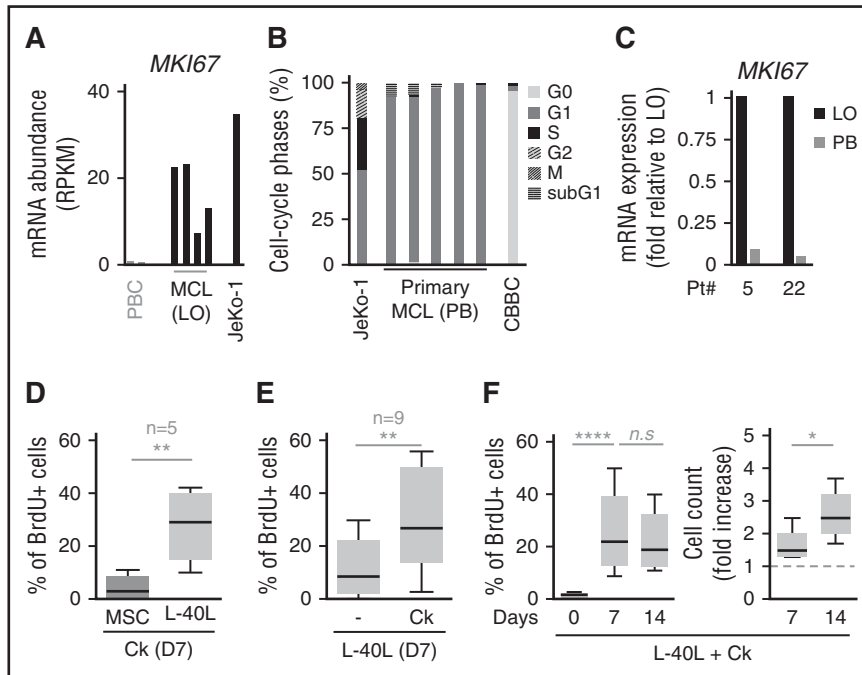 A
MKI67
mRNA abundance
(RPKM)
40
20
0
PBC
MCL
(LO)
JeKo-1
B
Cell-cycle phases (%)
100
75
50
25
0
JeKo-1
Primary
MCL (PB)
CBBC
G0
G1
S
G2
M
subG1
C
MKI67
mRNA expression
(fold relative to LO)
1
0.75
0.5
0.25
0
Pt#
5
22
LO
PB
D
n=5
**
% of BrdU+ cells
60
40
20
0
MSC
L-40L
Ck (D7)
E
n=9
**
% of BrdU+ cells
60
40
20
0
-
Ck
L-40L (D7)
F
% of BrdU+ cells
60
40
20
0
****
n.s
Days
0
7
14
Cell count
(fold increase)
5
4
3
2
1
0
*
7
14
L-40L + Ck